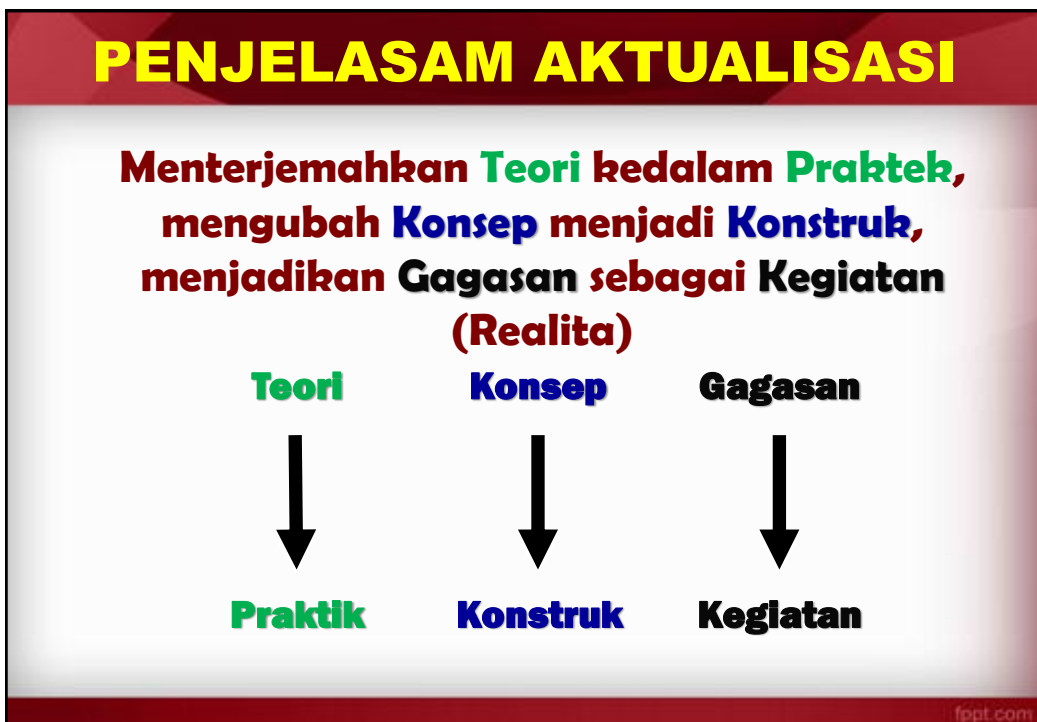 PENJELASAM AKTUALISASI
Menterjemahkan Teori kedalam Praktek,
mengubah Konsep menjadi Konstruk,
menjadikan Gagasan sebagai Kegiatan
(Realita)
Teori Konsep Gagasan
Praktik Konstruk Kegiatan
fppt.com